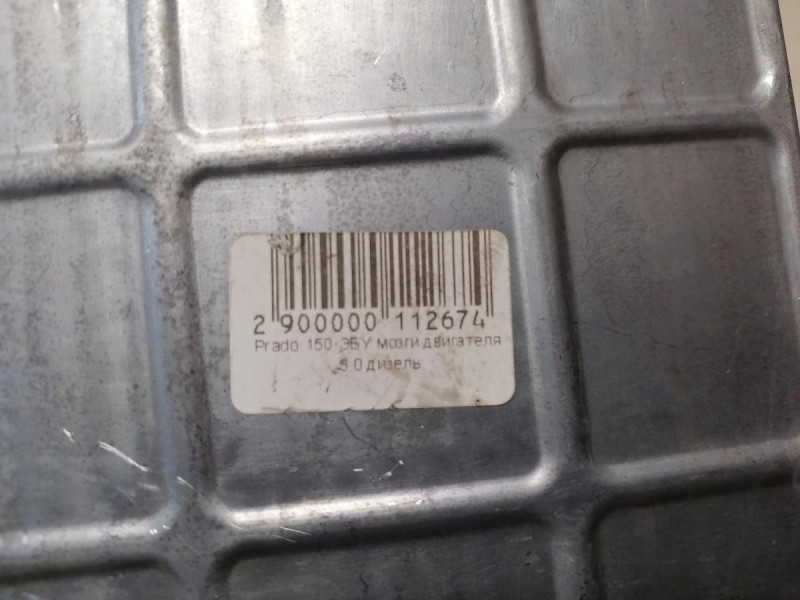 2 900000 112674
Prado 150 ЭБУ мозги двигателя
3.0 дизель